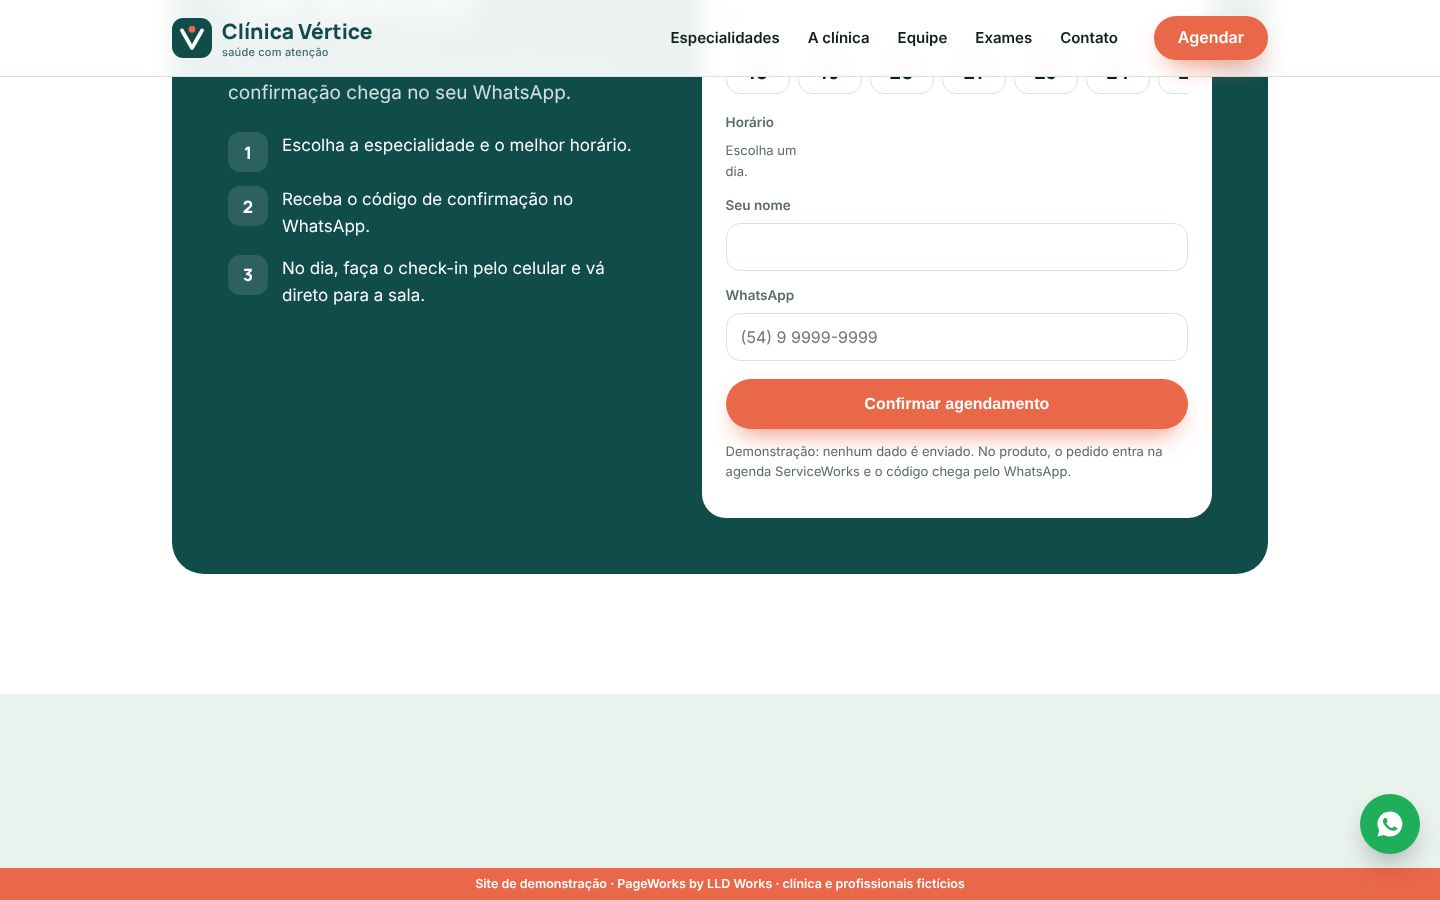 Clínica Vértice
saúde com atenção
Especialidades
A clínica
Equipe
Exames
Contato
Agendar
confirmação chega no seu WhatsApp.
1
Escolha a especialidade e o melhor horário.
2
Receba o código de confirmação no
WhatsApp.
3
No dia, faça o check-in pelo celular e vá
direto para a sala.
Horário
Escolha um
dia.
Seu nome
WhatsApp
(54) 9 9999-9999
Confirmar agendamento
Demonstração: nenhum dado é enviado. No produto, o pedido entra na
agenda ServiceWorks e o código chega pelo WhatsApp.
Site de demonstração · PageWorks by LLD Works · clínica e profissionais fictícios